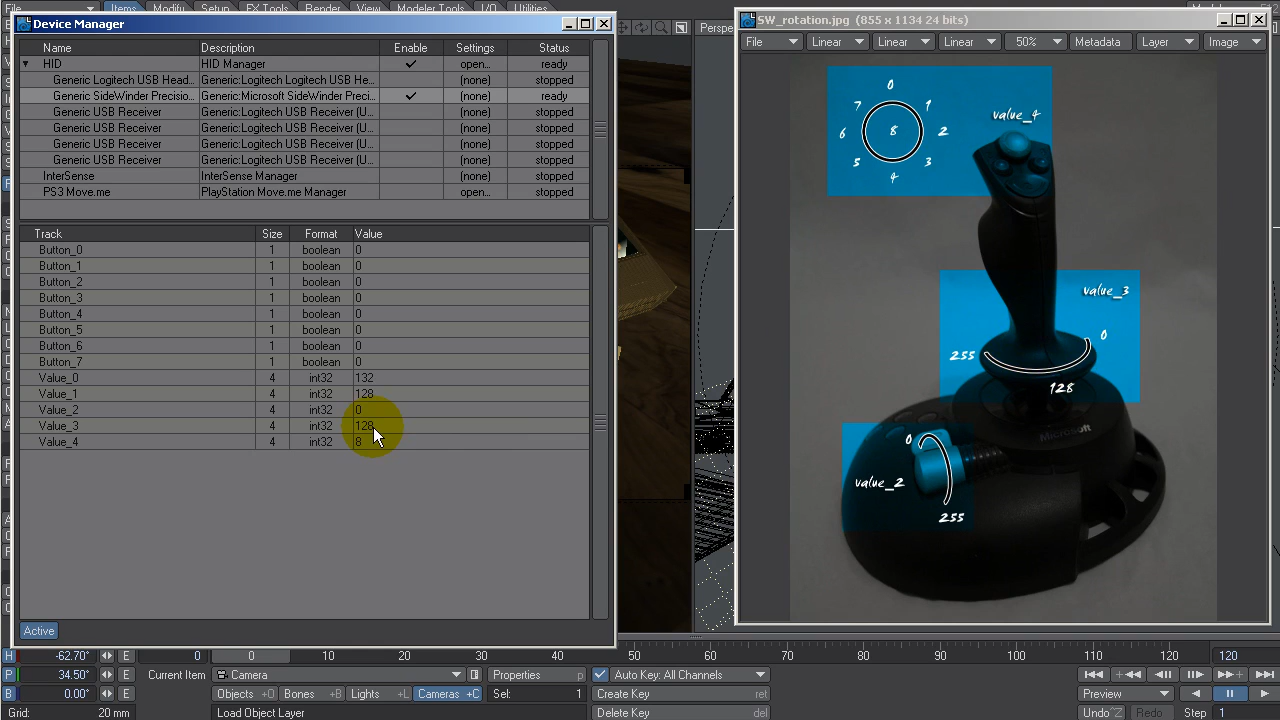 File
Items
Modify
Setup
FX Tools
Render
View
Modeler Tools
I/O
Utilities
Device Manager
Name Description Enable Settings Status
HID HID Manager open... ready
Generic Logitech USB Head... Generic:Logitech Logitech USB He... (none) stopped
Generic SideWinder Precisio... Generic:Microsoft SideWinder Preci... (none) ready
Generic USB Receiver Generic:Logitech USB Receiver (U... (none) stopped
Generic USB Receiver Generic:Logitech USB Receiver (U... (none) stopped
Generic USB Receiver Generic:Logitech USB Receiver (U... (none) stopped
Generic USB Receiver Generic:Logitech USB Receiver (U... (none) stopped
InterSense InterSense Manager (none) stopped
PS3 Move.me PlayStation Move.me Manager open... stopped
Track Size Format Value
Button_0 1 boolean 0
Button_1 1 boolean 0
Button_2 1 boolean 0
Button_3 1 boolean 0
Button_4 1 boolean 0
Button_5 1 boolean 0
Button_6 1 boolean 0
Button_7 1 boolean 0
Value_0 4 int32 132
Value_1 4 int32 128
Value_2 4 int32 0
Value_3 4 int32 128
Value_4 4 int32 8
Active
Perspe
SW_rotation.jpg (855 x 1134 24 bits)
File Linear Linear Linear 50% Metadata Layer Image
0
7 1
6 8 2
5 3
4
value_4
value_3
0
255
128
Microsoft
0
value_2
255
H -62.70° E 0 0 10 20 30 40 50 60 70 80 90 100 110 120 120
P 34.50° E Current Item Camera Properties p Auto Key: All Channels
B 0.00° E Objects +O Bones +B Lights +L Cameras +C Sel: 1 Create Key ret Preview
Grid: 20 mm Load Object Layer Delete Key del Undo ^Z Redo Step 1